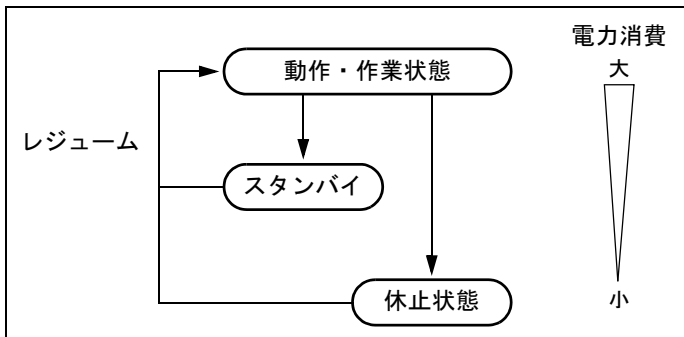 電力消費
大
動作・作業状態
レジューム
スタンバイ
休止状態
小